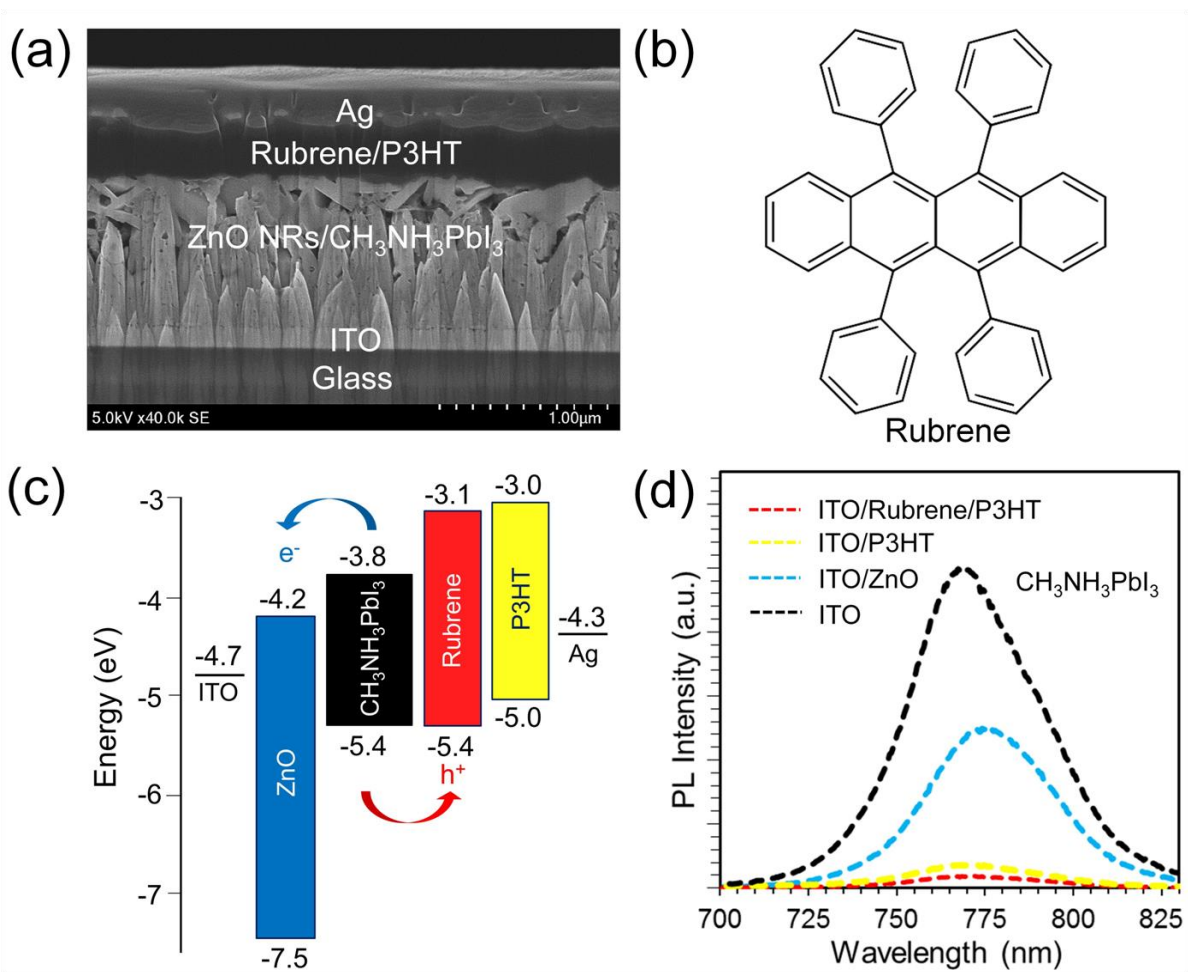 (a)
Ag
Rubrene/P3HT
ZnO NRs/CH₃NH₃PbI₃
ITO
Glass
5.0kV x40.0k SE
1.00μm
(b)
Rubrene
(c)
Energy (eV)
-3
-4
-5
-6
-7
-4.7
ITO
e⁻
-4.2
ZnO
-7.5
-3.8
CH₃NH₃PbI₃
-5.4
-3.1
Rubrene
-5.4
h⁺
-3.0
P3HT
-5.0
-4.3
Ag
(d)
PL Intensity (a.u.)
ITO/Rubrene/P3HT
ITO/P3HT
ITO/ZnO
ITO
CH₃NH₃PbI₃
700 725 750 775 800 825
Wavelength (nm)